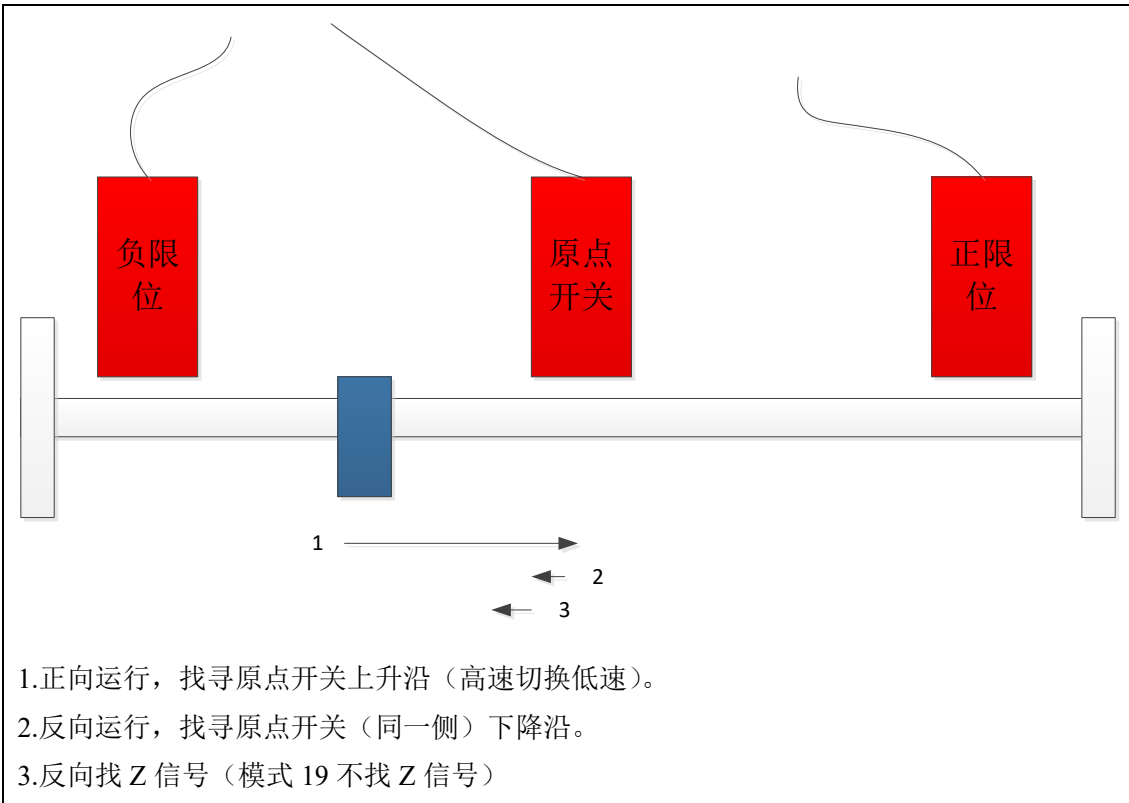 负限
位
原点
开关
正限
位
1
2
3
1.正向运行，找寻原点开关上升沿（高速切换低速）。
2.反向运行，找寻原点开关（同一侧）下降沿。
3.反向找 Z 信号（模式 19 不找 Z 信号）